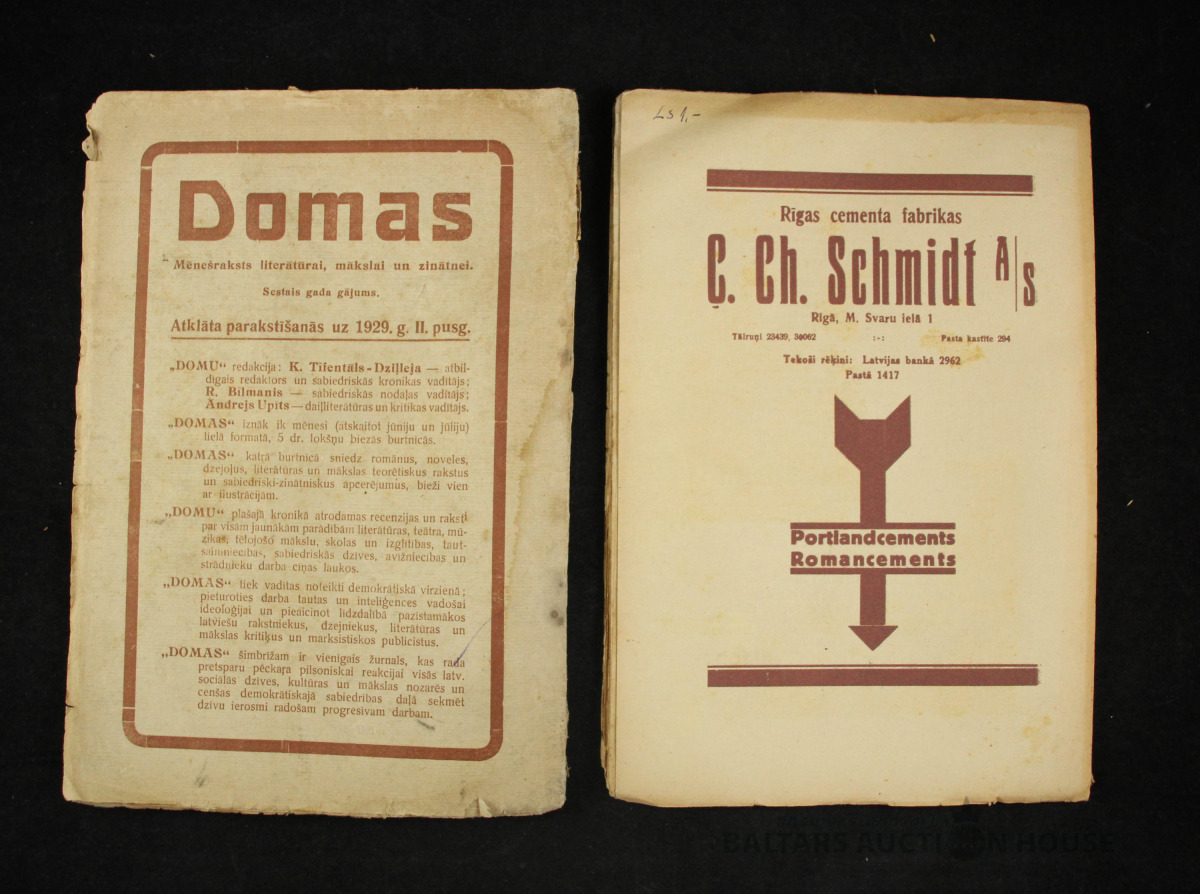 Domas
Mēnešraksts literātūrai, mākslai un zinātnei.
Sestais gada gājums.
Atklāta parakstīšanās uz 1929. g. II. pusg.
„DOMU“ redakcija: K. Tīfentāls-Dziļleja — atbil-
dīgais redaktors un sabiedriskās kronikas vadītājs;
R. Bilmanis — sabiedriskās nodaļas vadītājs;
Andrejs Upīts — daiļliterātūras un kritikas vadītājs.
„DOMAS“ iznāk ik mēnesi (atskaitot jūniju un jūliju)
lielā formatā, 5 dr. lokšņu biezās burtnīcās.
„DOMAS“ katrā burtnīcā sniedz romānus, noveles,
dzejoļus, literātūras un mākslas teorētiskus rakstus
un sabiedriski-zinātniskus apcerējumus, bieži vien
ar ilustrācijām.
„DOMU“ plašajā kronikā atrodamas recenzijas un raksti
par visām jaunākām parādībām literātūras, teātra, mū-
zikas, tēlojošo mākslu, skolas un izglītības, taut-
saimniecības, sabiedriskās dzīves, avīžniecības un
strādnieku darba cīņas laukos.
„DOMAS“ tiek vadītas noteikti demokrātiskā virzienā;
pieturoties darba tautas un inteliģences vadošai
ideoloģijai un pieaicinot līdzdalībā pazīstamākos
latviešu rakstniekus, dzejniekus, literātūras un
mākslas kritiķus un marksistiskos publicistus.
„DOMAS“ šimbrīžam ir vienīgais žurnals, kas rada
pretsparu pēckara pilsoniskai reakcijai visās latv.
sociālās dzīves, kultūras un mākslas nozarēs un
cenšas demokrātiskajā sabiedrības daļā sekmēt
dzīvu ierosmi radošam progresīvam darbam.
Ls 1,-
Rīgas cementa fabrikas
Ç. Ch. Schmidt A/s
Rīgā, M. Svaru ielā 1
Tālruņi 23439, 30062 :-: Pasta kastīte 294
Tekoši rēķini: Latvijas bankā 2962
Pastā 1417
Portlandcements
Romancements
BALTARS AUCTION HOUSE